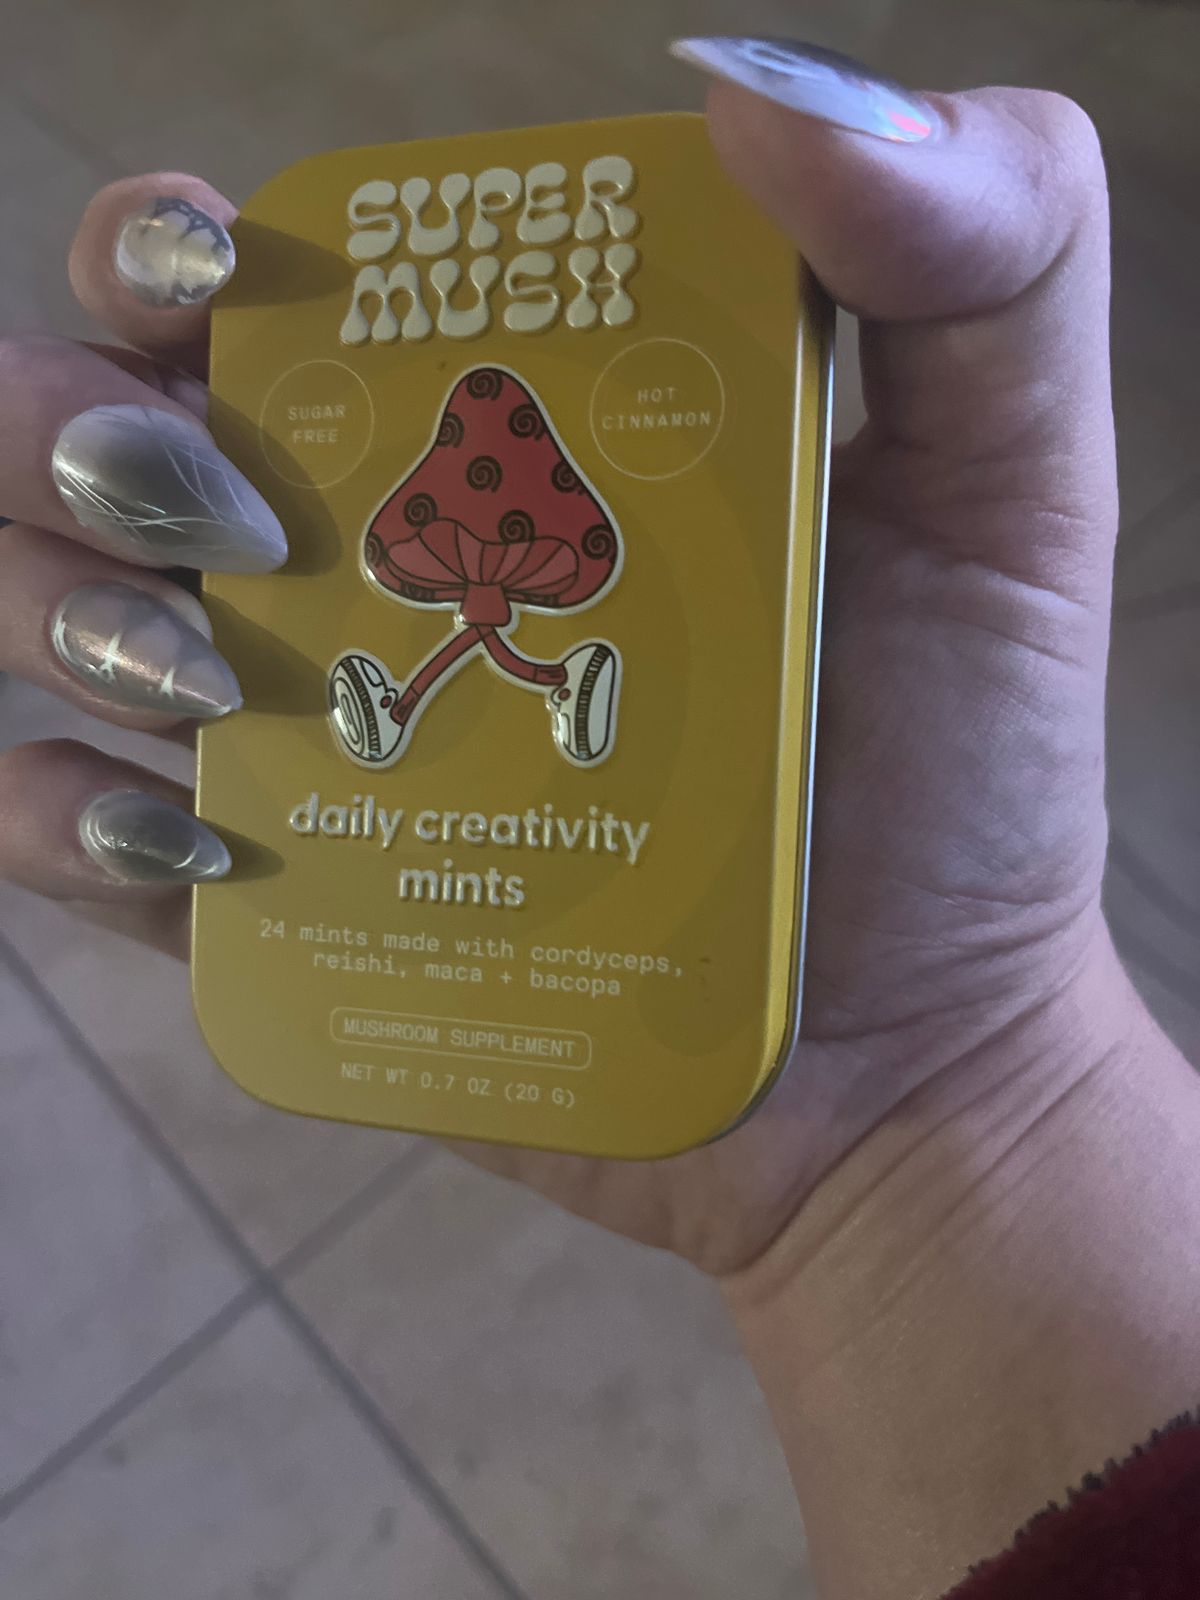 SUPER
MUSH
SUGAR
FREE
HOT
CINNAMON
daily creativity
mints
24 mints made with cordyceps,
reishi, maca + bacopa
MUSHROOM SUPPLEMENT
NET WT 0.7 OZ (20 G)